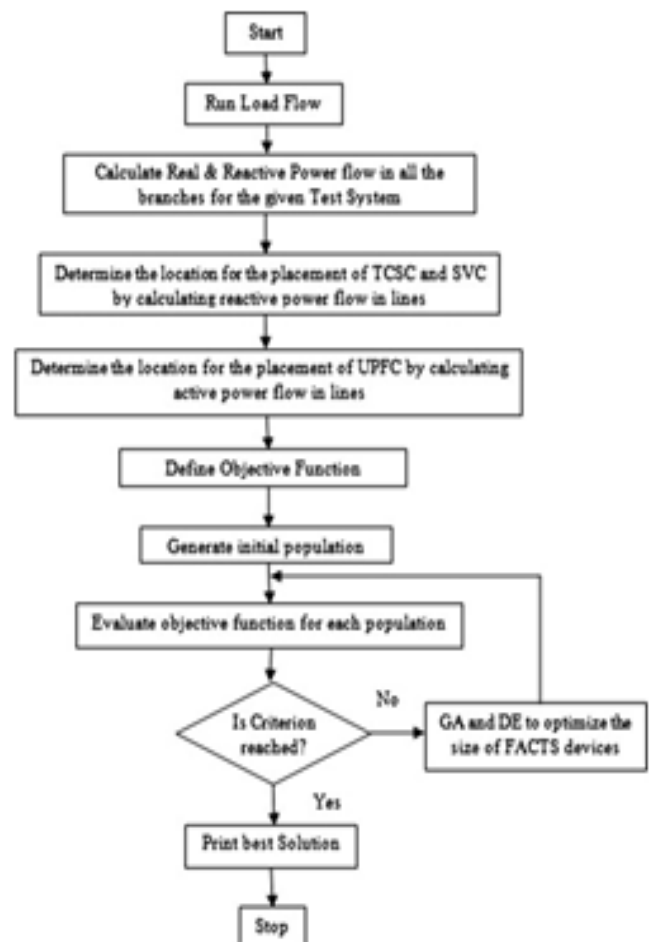 Start
Run Load Flow
Calculate Real & Reactive Power flow in all the
branches for the given Test System
Determine the location for the placement of TCSC and SVC
by calculating reactive power flow in lines
Determine the location for the placement of UPFC by calculating
active power flow in lines
Define Objective Function
Generate initial population
Evaluate objective function for each population
Is Criterion
reached?
No
GA and DE to optimize the
size of FACTS devices
Yes
Print best Solution
Stop